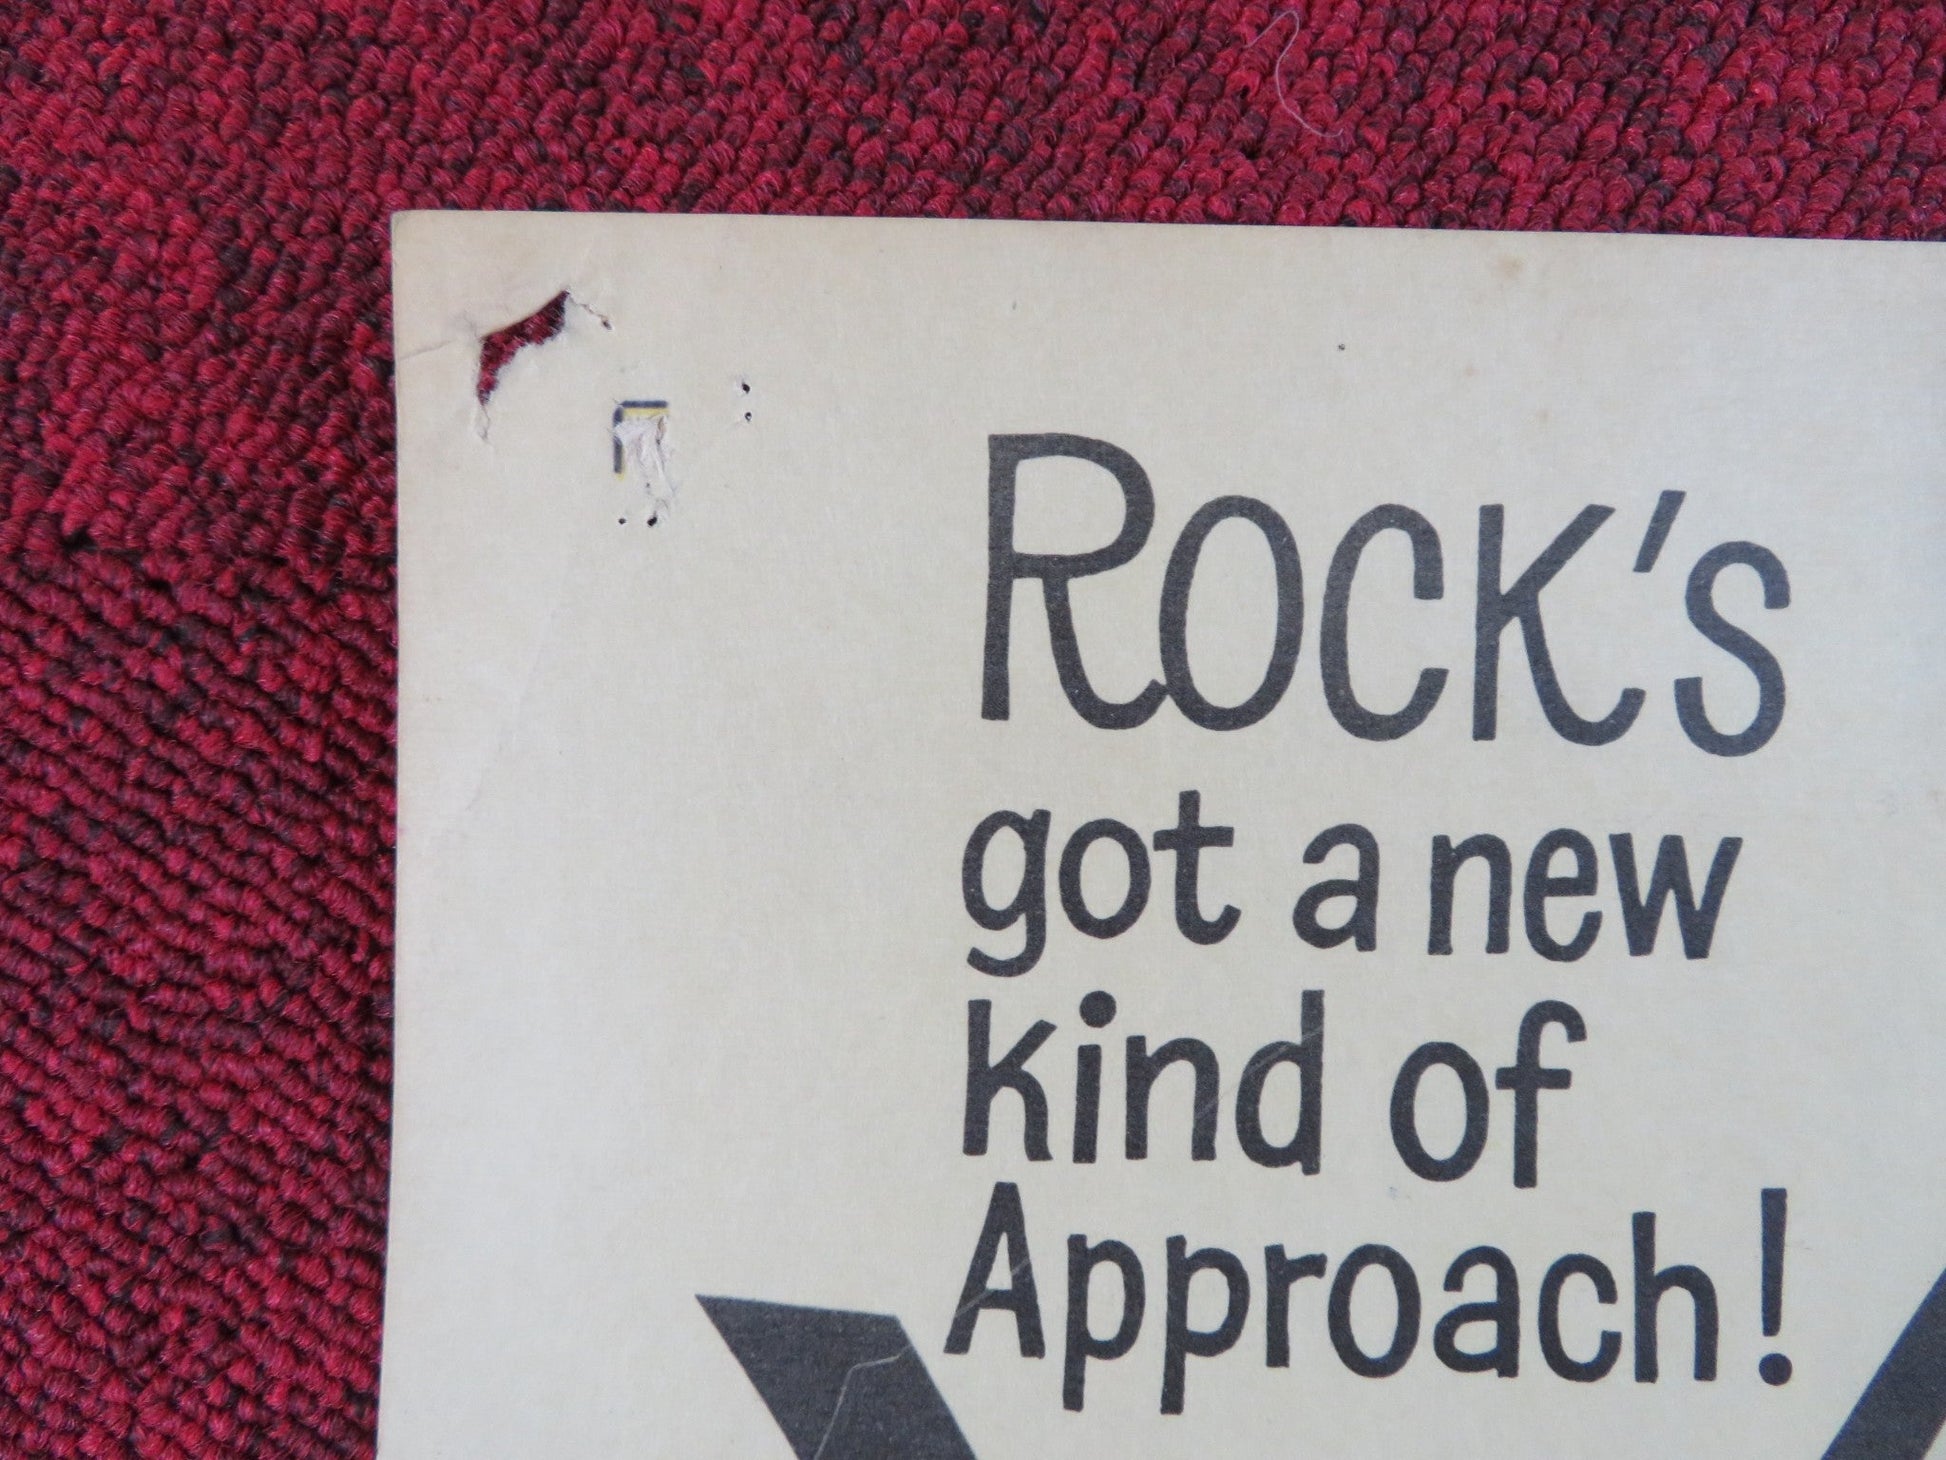 Rock's
got a new
kind of
Approach!